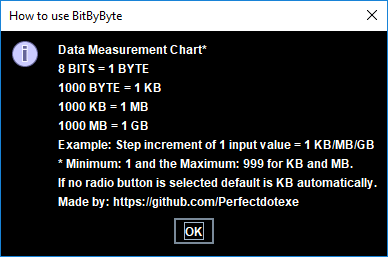 How to use BitByByte
Data Measurement Chart*
8 BITS = 1 BYTE
1000 BYTE = 1 KB
1000 KB = 1 MB
1000 MB = 1 GB
Example: Step increment of 1 input value = 1 KB/MB/GB
* Minimum: 1 and the Maximum: 999 for KB and MB.
If no radio button is selected default is KB automatically.
Made by: https://github.com/Perfectdotexe
OK